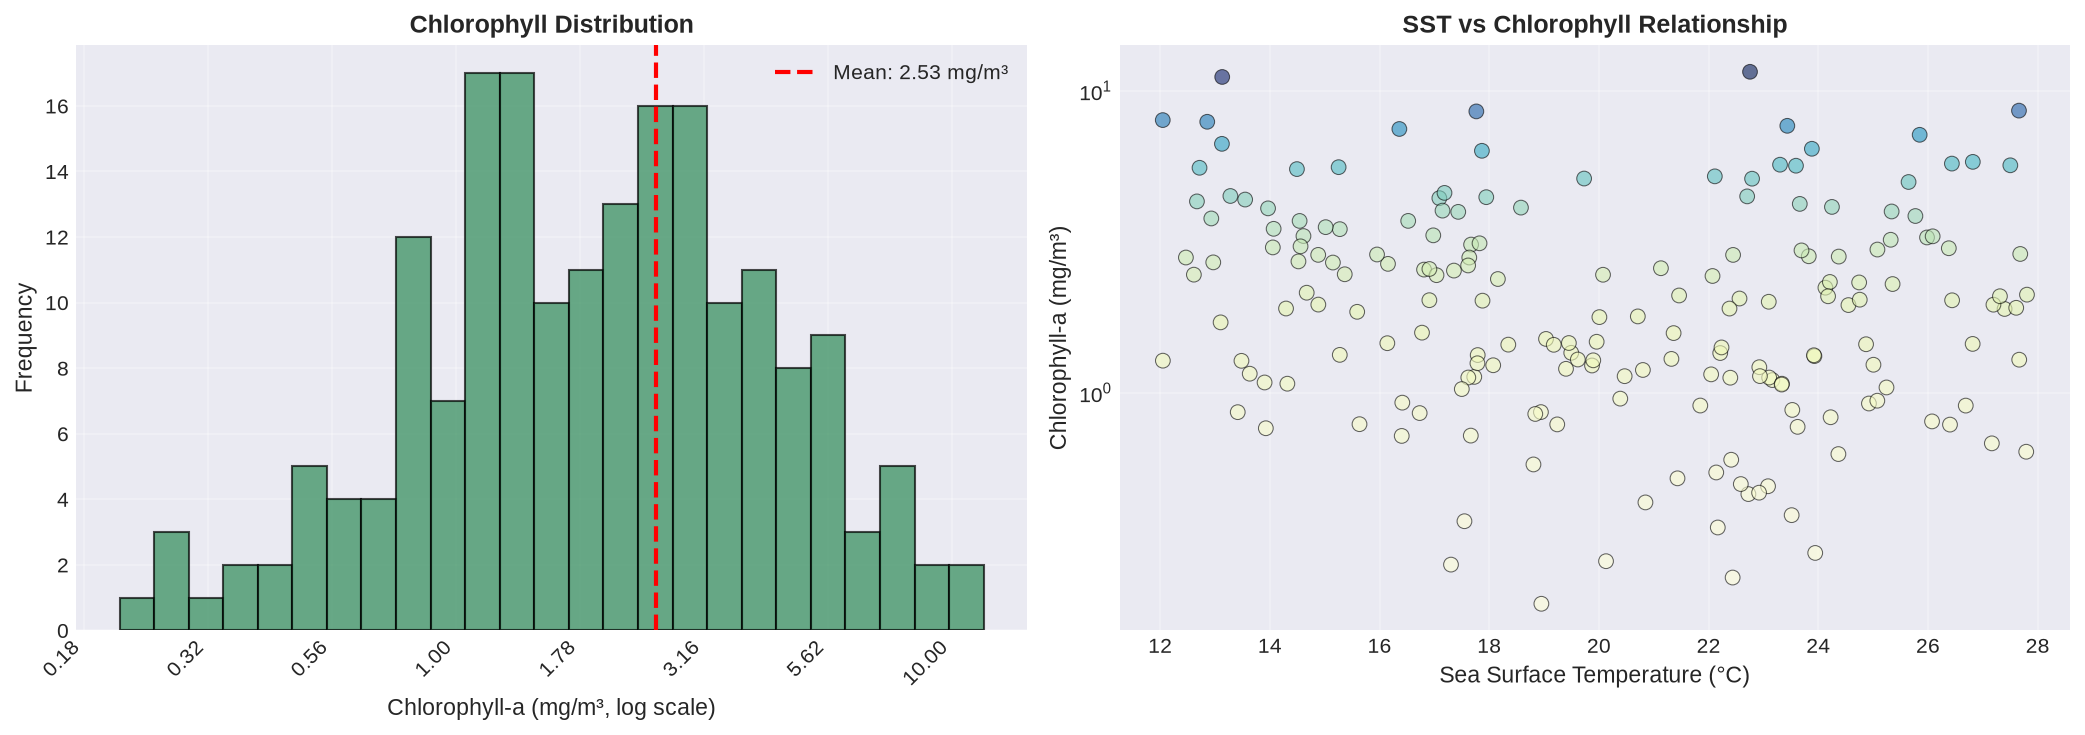 Chlorophyll Distribution
Mean: 2.53 mg/m³
Frequency
16
14
12
10
8
6
4
2
0
0.18 0.32 0.56 1.00 1.78 3.16 5.62 10.00
Chlorophyll-a (mg/m³, log scale)
SST vs Chlorophyll Relationship
Chlorophyll-a (mg/m³)
10¹
10⁰
12 14 16 18 20 22 24 26 28
Sea Surface Temperature (°C)